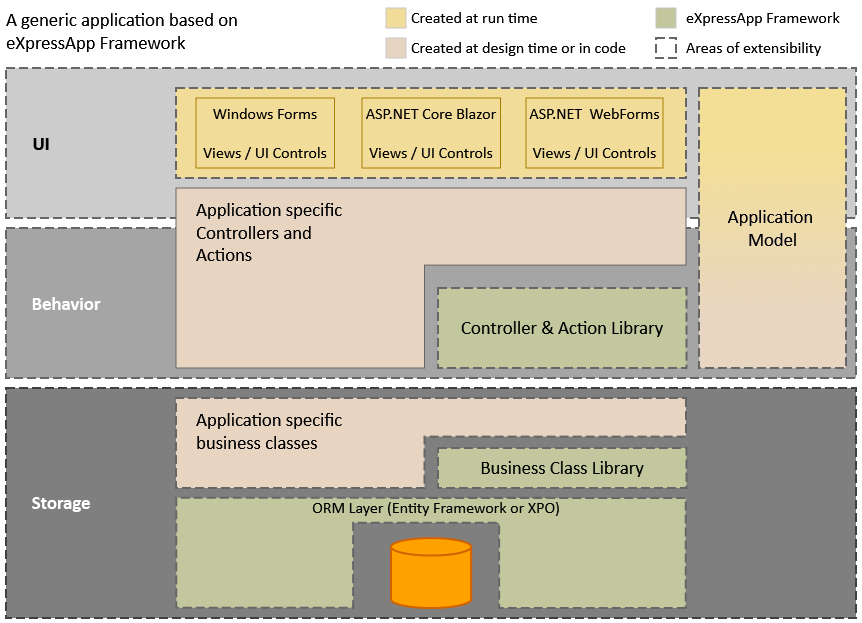 A generic application based on
eXpressApp Framework
Created at run time
eXpressApp Framework
Created at design time or in code
Areas of extensibility
UI
Windows Forms
Views / UI Controls
ASP.NET Core Blazor
Views / UI Controls
ASP.NET WebForms
Views / UI Controls
Application specific
Controllers and
Actions
Application
Model
Behavior
Controller & Action Library
Application specific
business classes
Business Class Library
Storage
ORM Layer (Entity Framework or XPO)